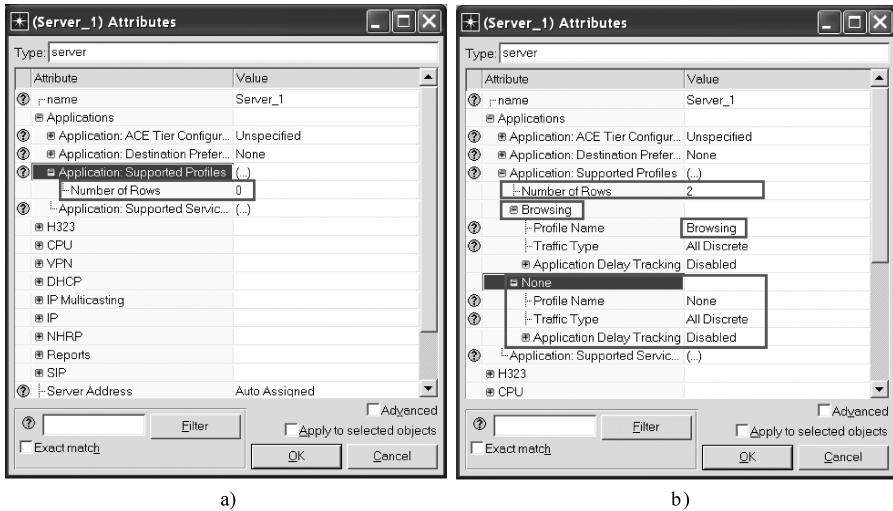 (Server_1) Attributes
Type: server
Attribute Value
name Server_1
Applications
Application: ACE Tier Configur... Unspecified
Application: Destination Prefer... None
Application: Supported Profiles (...)
Number of Rows 0
Application: Supported Servic... (...)
H323
CPU
VPN
DHCP
IP Multicasting
IP
NHRP
Reports
SIP
Server Address Auto Assigned
Advanced
Filter
Apply to selected objects
Exact match
OK Cancel
a)
(Server_1) Attributes
Type: server
Attribute Value
name Server_1
Applications
Application: ACE Tier Configur... Unspecified
Application: Destination Prefer... None
Application: Supported Profiles (...)
Number of Rows 2
Browsing
Profile Name Browsing
Traffic Type All Discrete
Application Delay Tracking Disabled
None
Profile Name None
Traffic Type All Discrete
Application Delay Tracking Disabled
Application: Supported Servic... (...)
H323
CPU
Advanced
Filter
Apply to selected objects
Exact match
OK Cancel
b)